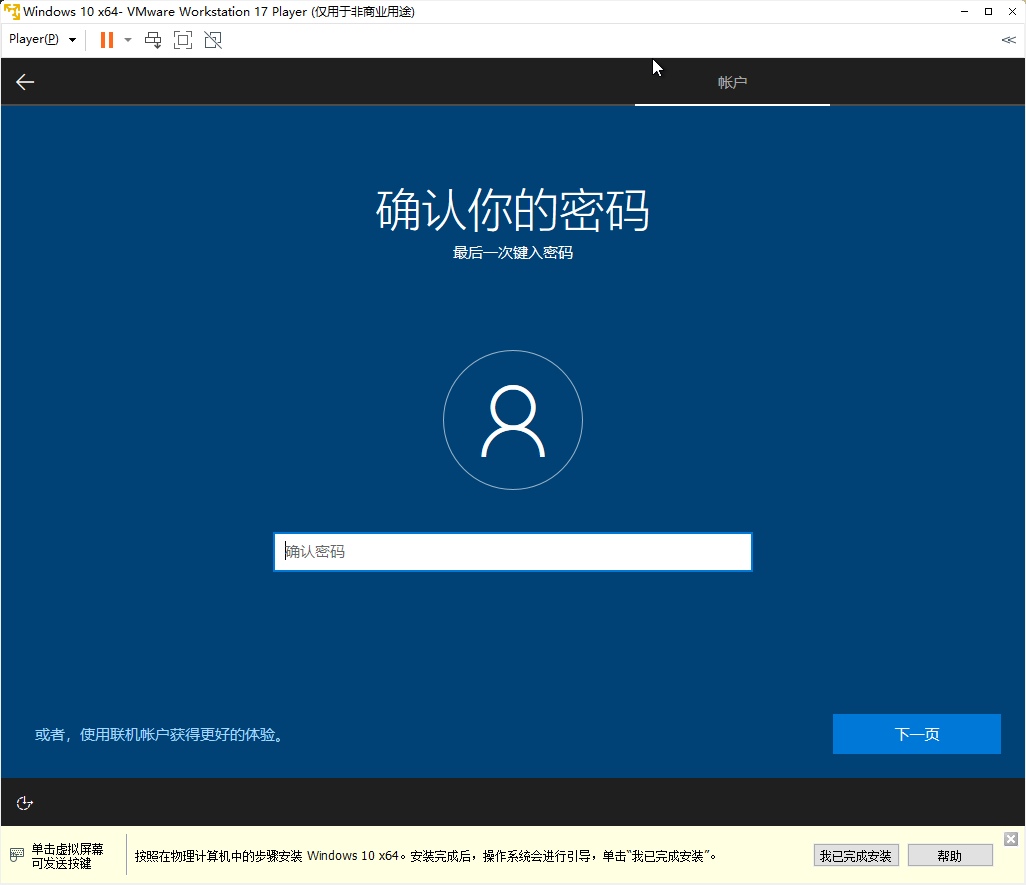 Windows 10 x64- VMware Workstation 17 Player (仅用于非商业用途)
Player(P)
帐户
确认你的密码
最后一次键入密码
确认密码
或者，使用联机帐户获得更好的体验。
下一页
单击虚拟屏幕
可发送按键
按照在物理计算机中的步骤安装 Windows 10 x64。安装完成后，操作系统会进行引导，单击“我已完成安装”。
我已完成安装
帮助